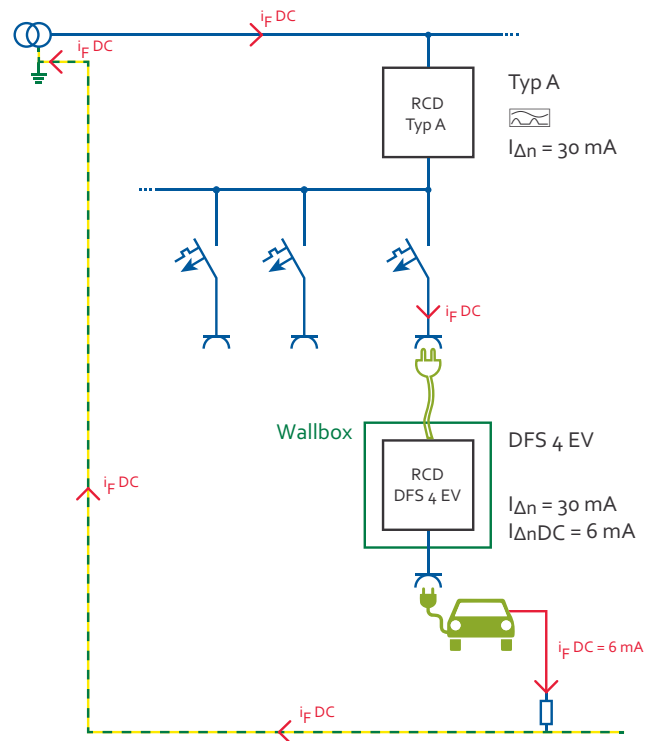 iF DC
iF DC
RCD
Typ A
Typ A
IΔn = 30 mA
iF DC
Wallbox
DFS 4 EV
RCD
DFS 4 EV
IΔn = 30 mA
IΔnDC = 6 mA
iF DC
iF DC = 6 mA
iF DC